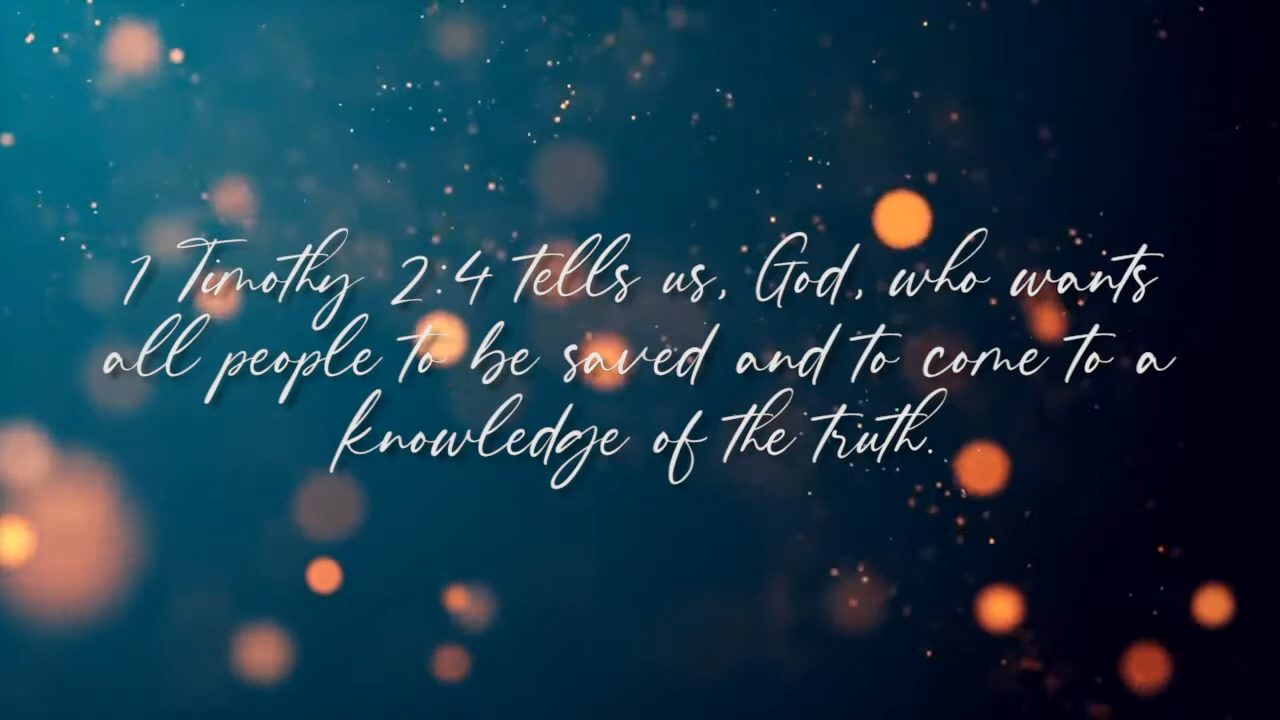 1 Timothy 2:4 tells us, God, who wants
all people to be saved and to come to a
knowledge of the truth.